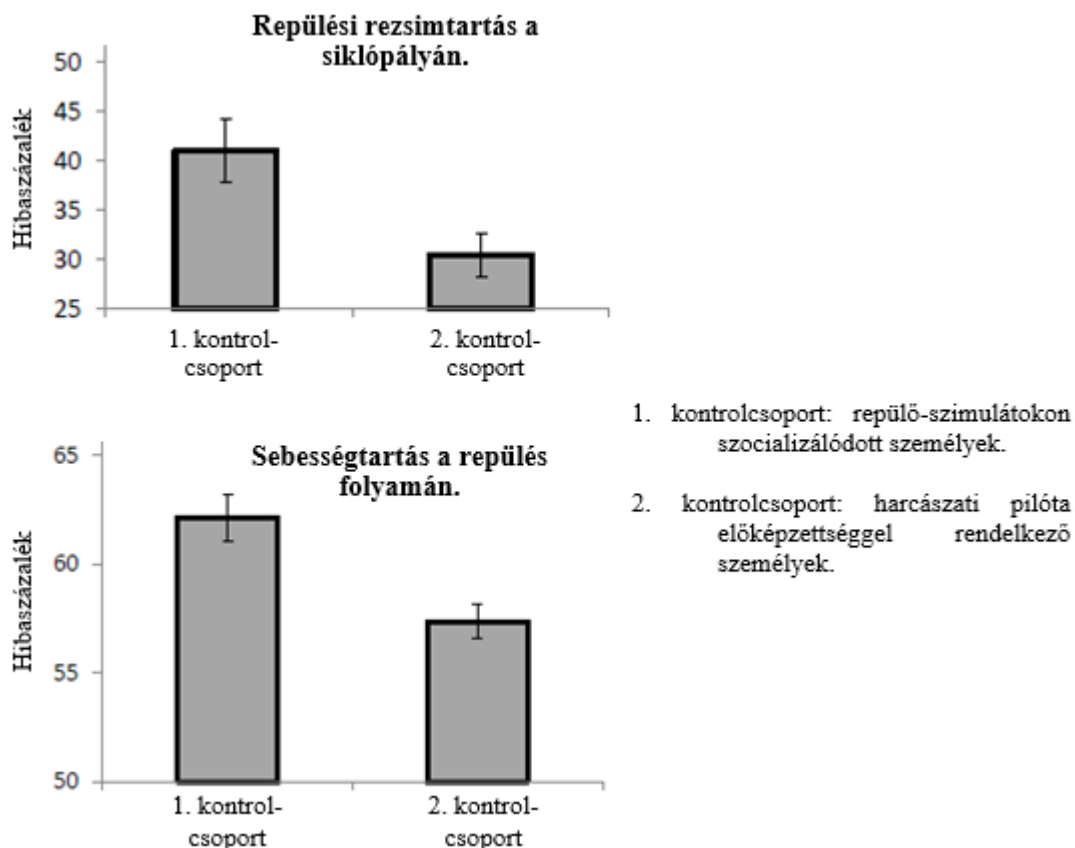 Repülési rezsimtartás a
siklópályán.
Hibaszázalék
50
45
40
35
30
25
1. kontrol-
csoport
2. kontrol-
csoport
Sebességtartás a repülés
folyamán.
Hibaszázalék
65
60
55
50
1. kontrol-
csoport
2. kontrol-
csoport
1. kontrolcsoport: repülő-szimulátokon
szocializálódott személyek.
2. kontrolcsoport: harcászati pilóta
előképzettséggel rendelkező
személyek.